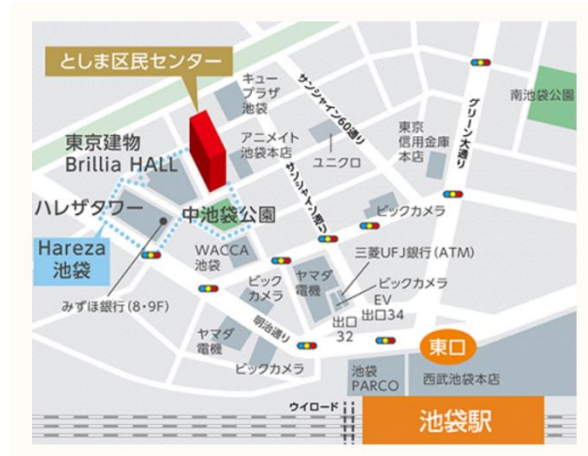 としま区民センター
キュー
プラザ
池袋
サンシャイン60通り
グリーン大通り
南池袋公園
東京建物
Brillia HALL
アニメイト
池袋本店
ユニクロ
東京
信用金庫
本店
サンシャイン通り
ハレザタワー
中池袋公園
ビックカメラ
Hareza
池袋
WACCA
池袋
三菱UFJ銀行(ATM)
みずほ銀行(8・9F)
ビック
カメラ
ヤマダ
電機
ビックカメラ
EV
出口34
出口
32
明治通り
ヤマダ
電機
ビックカメラ
東口
池袋
PARCO
西武池袋本店
ウイロード
池袋駅